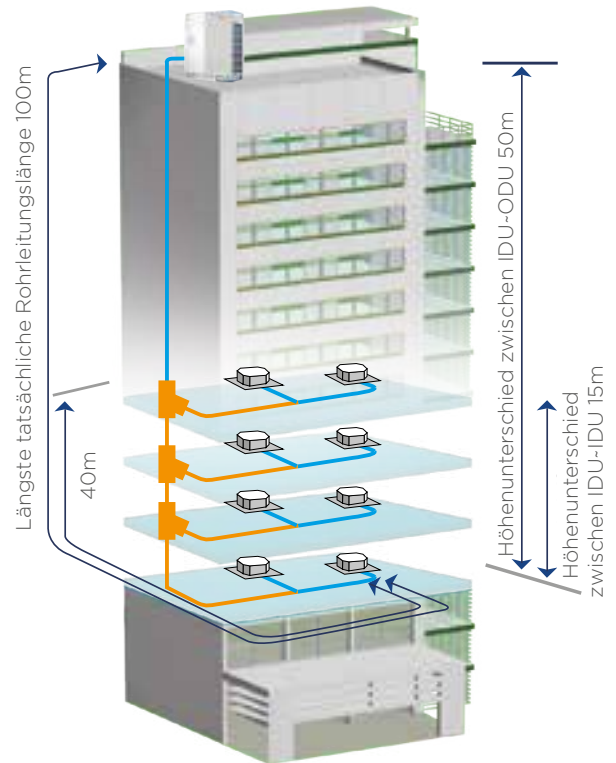 Längste tatsächliche Rohrleitungslänge 100m
40m
Höhenunterschied zwischen IDU~ODU 50m
Höhenunterschied
zwischen IDU-IDU 15m